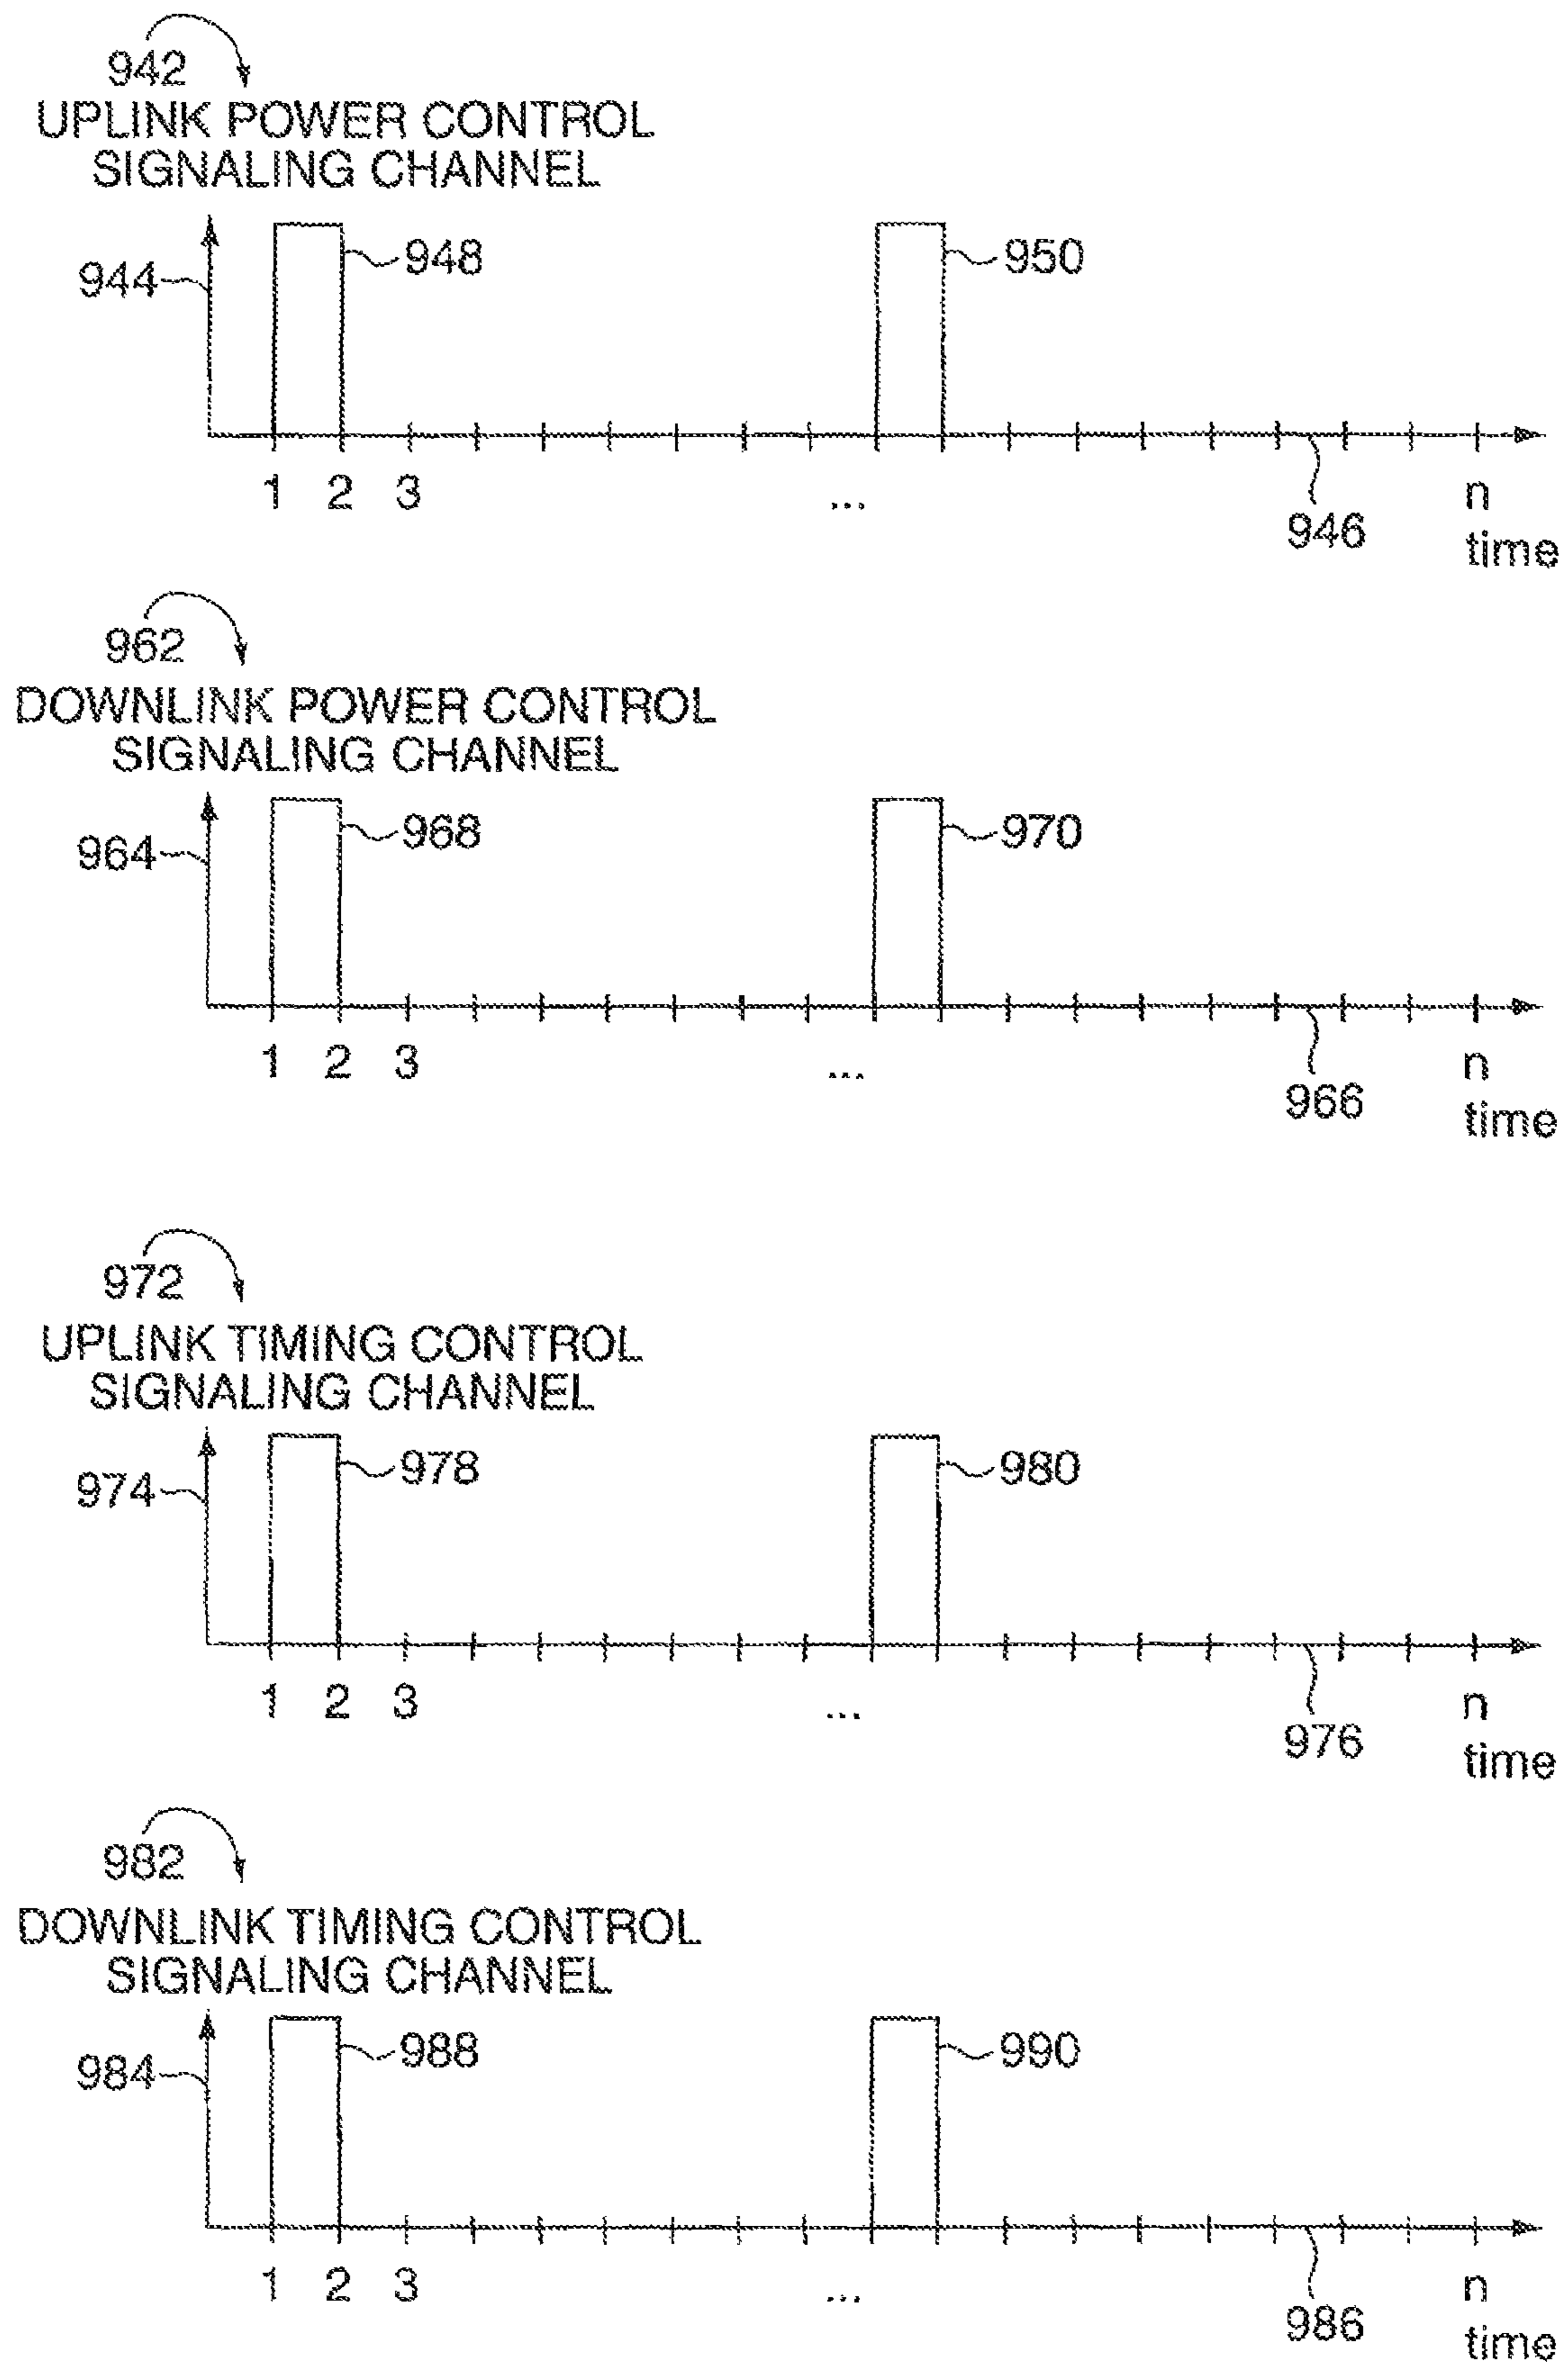 942
UPLINK POWER CONTROL
SIGNALING CHANNEL
944
948
950
1 2 3 ... n
946
time
962
DOWNLINK POWER CONTROL
SIGNALING CHANNEL
964
968
970
1 2 3 ... n
966
time
972
UPLINK TIMING CONTROL
SIGNALING CHANNEL
974
978
980
1 2 3 ... n
976
time
982
DOWNLINK TIMING CONTROL
SIGNALING CHANNEL
984
988
990
1 2 3 ... n
986
time